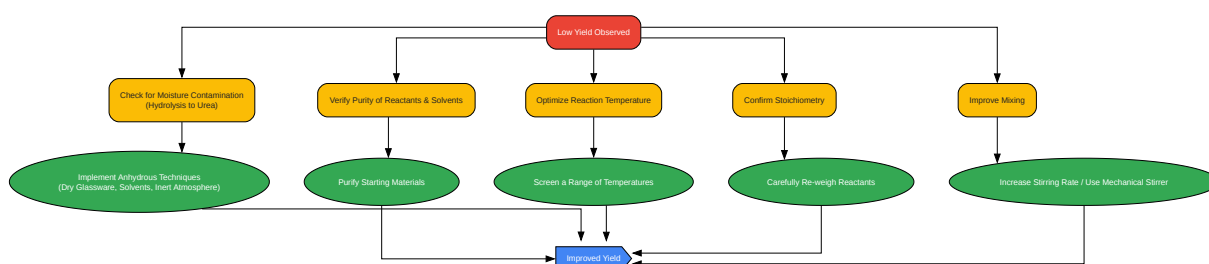 Low Yield Observed
Check for Moisture Contamination
(Hydrolysis to Urea)
Verify Purity of Reactants & Solvents
Optimize Reaction Temperature
Confirm Stoichiometry
Improve Mixing
Implement Anhydrous Techniques
(Dry Glassware, Solvents, Inert Atmosphere)
Purify Starting Materials
Screen a Range of Temperatures
Carefully Re-weigh Reactants
Increase Stirring Rate / Use Mechanical Stirrer
Improved Yield